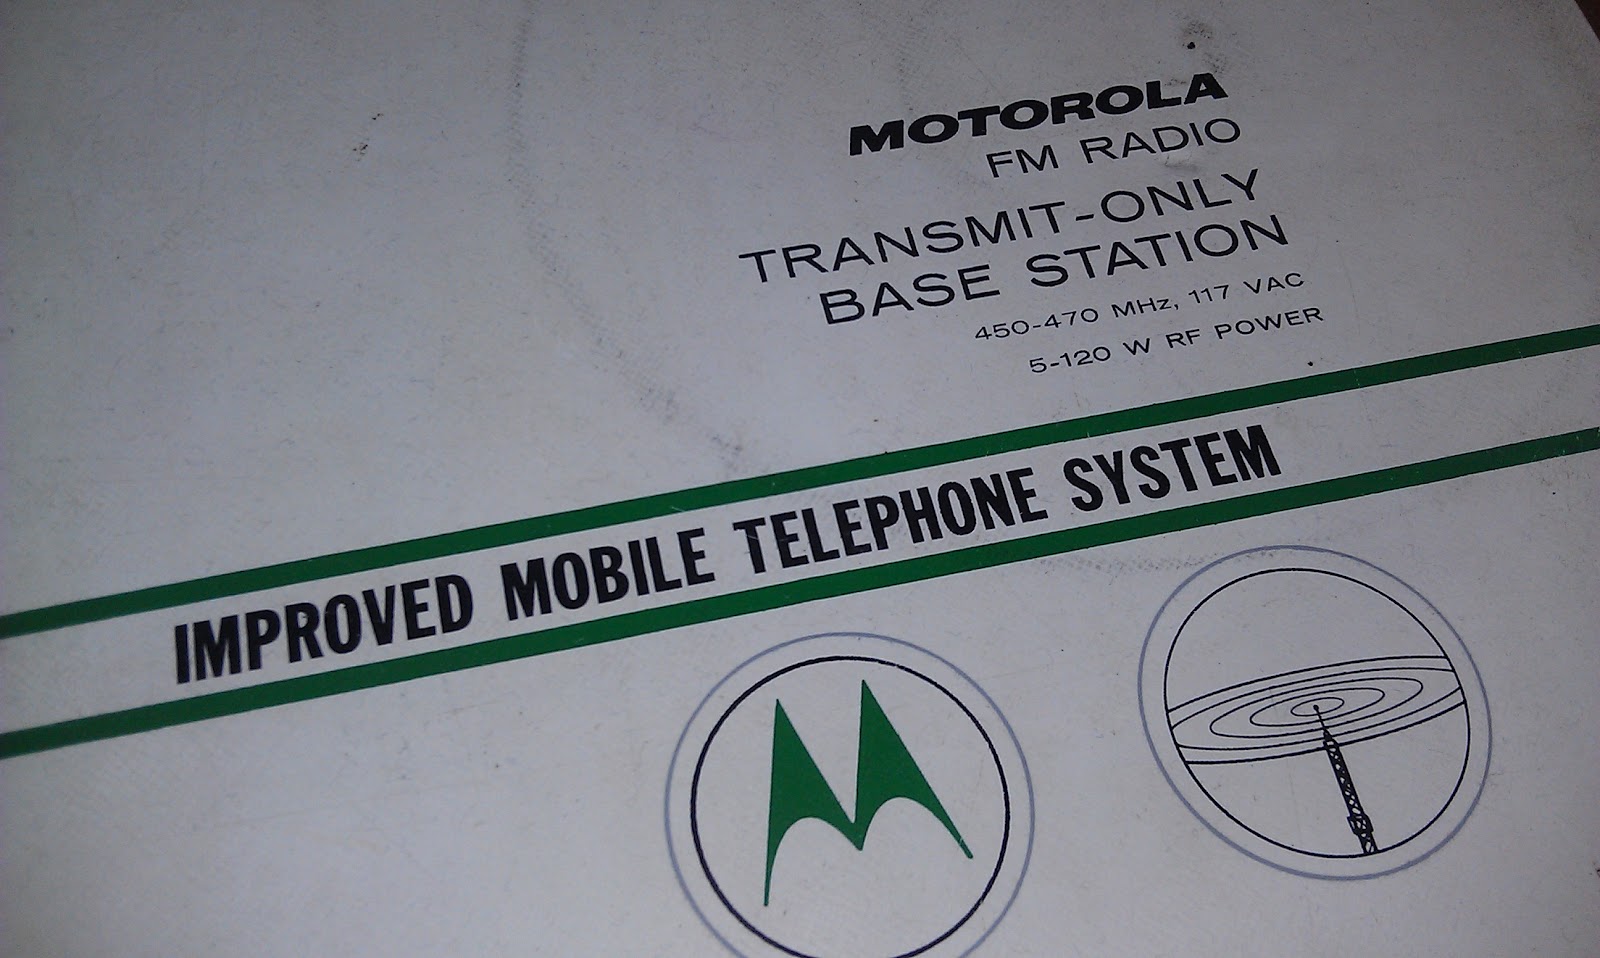 MOTOROLA
FM RADIO
TRANSMIT-ONLY
BASE STATION
450-470 MHz, 117 VAC
5-120 W RF POWER
IMPROVED MOBILE TELEPHONE SYSTEM